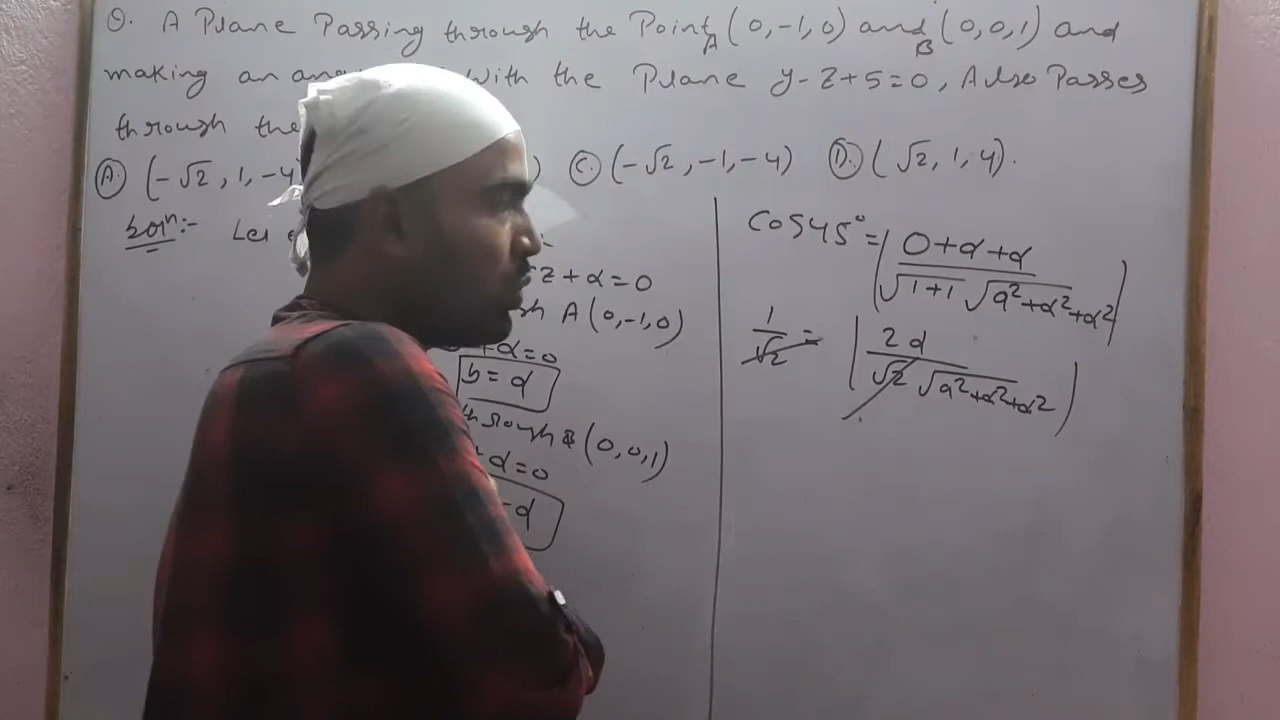 Q. A Plane Passing through the Point A (0,-1,0) and B (0,0,1) and
making an with the Plane y-z+5=0, Also Passes
through the
Ⓐ (-√2, 1, -4 ) Ⓒ (-√2, -1, -4) Ⓓ (√2, 1, 4).
Solⁿ:- Let
z + d = 0
A (0,-1,0)
+d=0
b = d
through B (0,0,1)
d=0
-d
Cos45° = | 0+d+d / √1+1 √a²+d²+d² |
1/√2 = | 2d / √2 √a²+d²+d² |